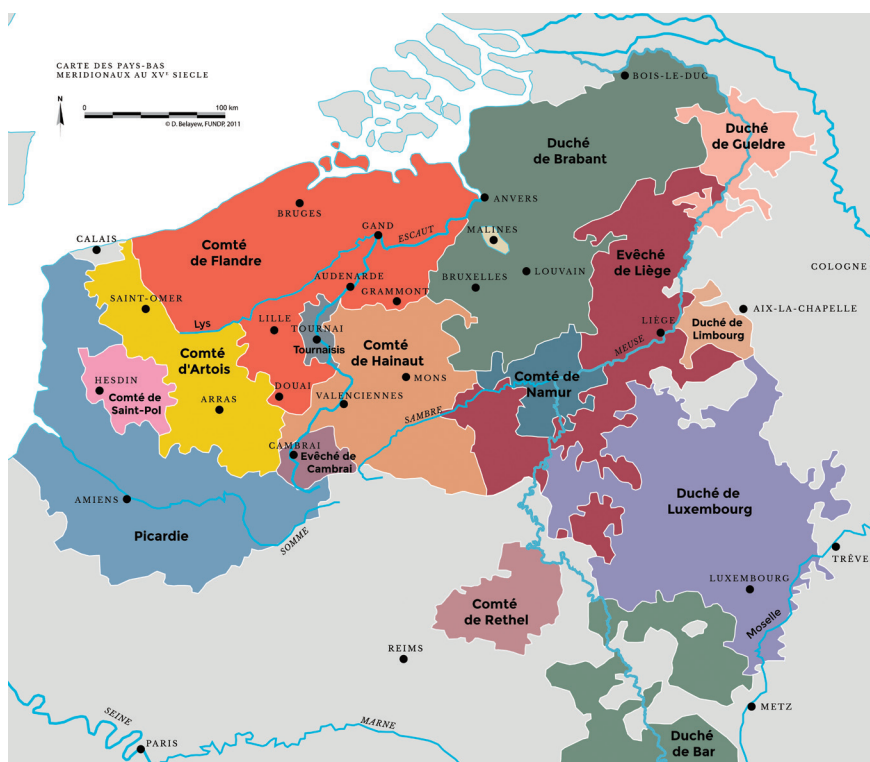 CARTE DES PAYS-BAS
MERIDIONAUX AU XVᵉ SIECLE
N
0
100 km
© D. Belayew, FUNDP, 2011
BOIS-LE-DUC
Duché
de Gueldre
Duché
de Brabant
ANVERS
BRUGES
GAND
ESCAUT
MALINES
CALAIS
Comté
de Flandre
Evêché
de Liège
COLOGNE
AUDENARDE
BRUXELLES
LOUVAIN
GRAMMONT
SAINT-OMER
AIX-LA-CHAPELLE
Lys
LILLE
TOURNAI
Tournaisis
LIÈGE
Duché de
Limbourg
Comté
de Hainaut
MEUSE
Comté
d'Artois
Comté de
Namur
HESDIN
Comté de
Saint-Pol
MONS
DOUAI
VALENCIENNES
ARRAS
SAMBRE
CAMBRAI
Evêché de
Cambrai
AMIENS
Duché de
Luxembourg
Picardie
SOMME
TRÊVE
LUXEMBOURG
Comté
de Rethel
Moselle
REIMS
METZ
SEINE
MARNE
PARIS
Duché
de Bar